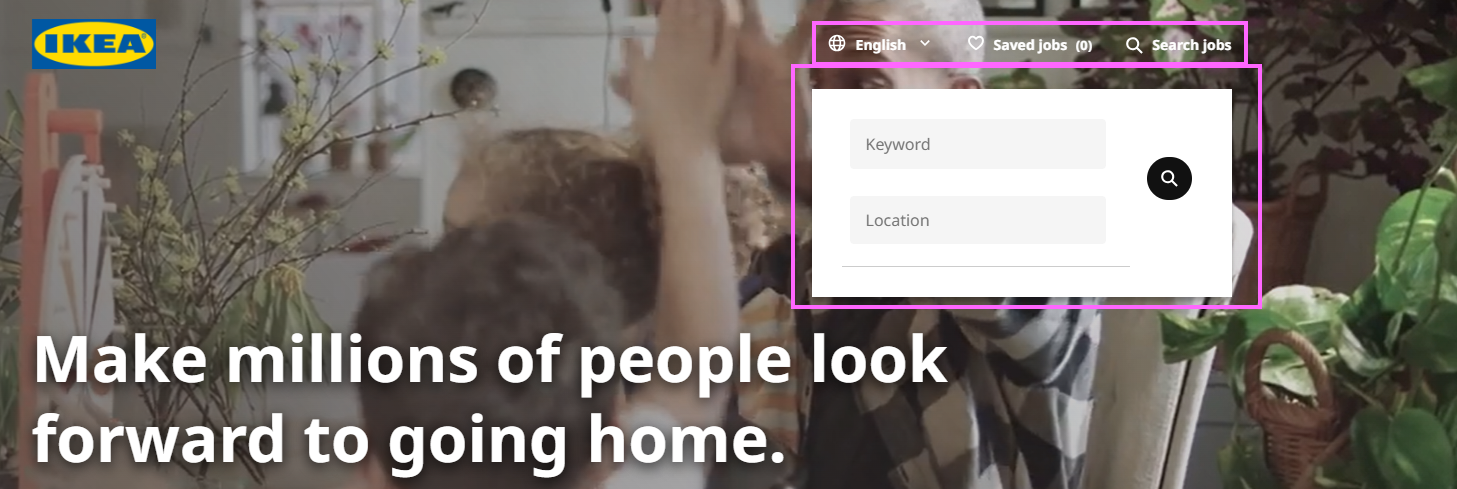 IKEA
English Saved jobs (0) Search jobs
Keyword
Location
Make millions of people look
forward to going home.